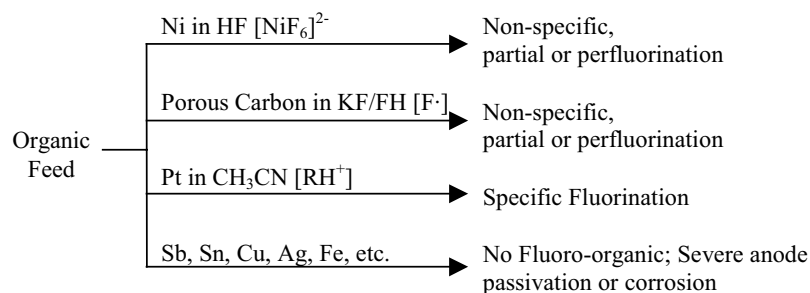 Ni in HF [NiF₆]²⁻
Non-specific,
partial or perfluorination
Porous Carbon in KF/FH [F·]
Non-specific,
partial or perfluorination
Organic
Feed
Pt in CH₃CN [RH⁺]
Specific Fluorination
Sb, Sn, Cu, Ag, Fe, etc.
No Fluoro-organic; Severe anode
passivation or corrosion